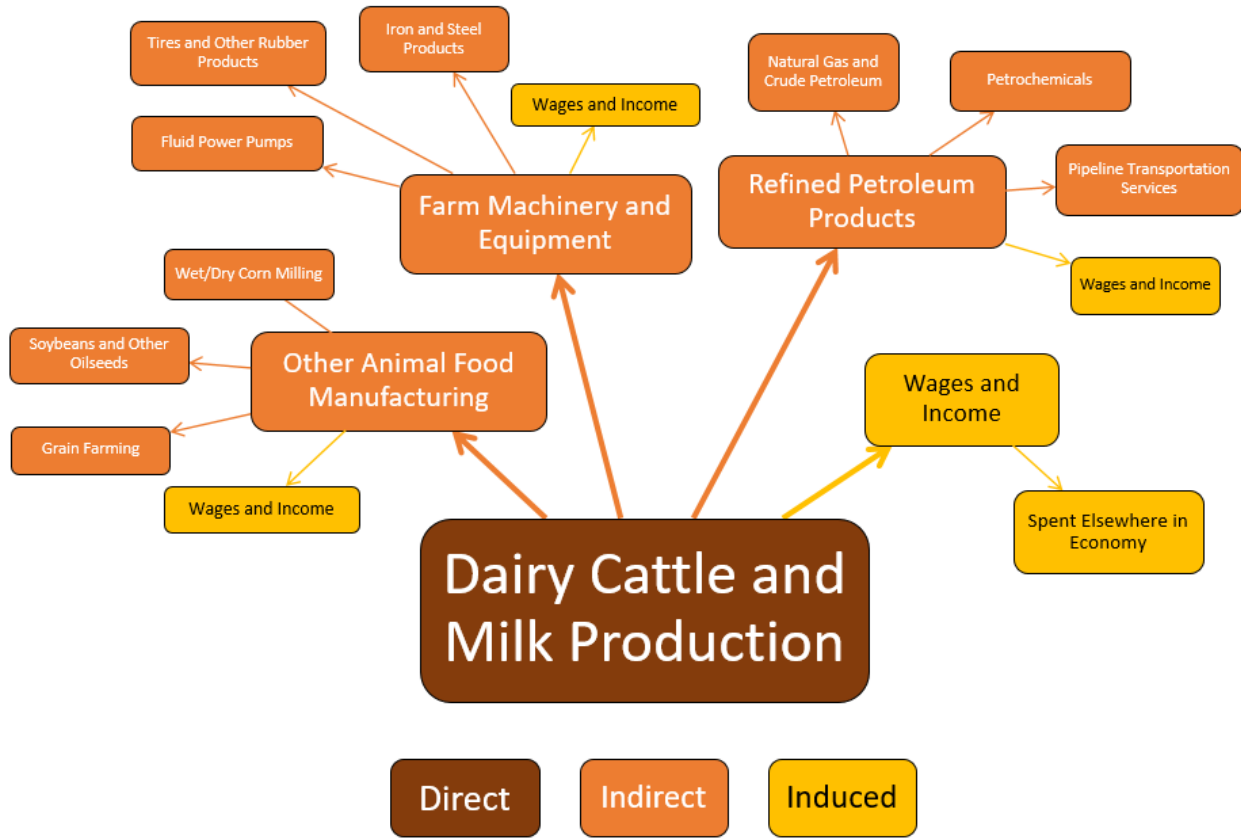 Tires and Other Rubber
Products
Iron and Steel
Products
Wages and Income
Natural Gas and
Crude Petroleum
Petrochemicals
Fluid Power Pumps
Farm Machinery and
Equipment
Refined Petroleum
Products
Pipeline Transportation
Services
Wet/Dry Corn Milling
Wages and Income
Soybeans and Other
Oilseeds
Other Animal Food
Manufacturing
Wages and
Income
Grain Farming
Wages and Income
Spent Elsewhere in
Economy
Dairy Cattle and
Milk Production
Direct
Indirect
Induced